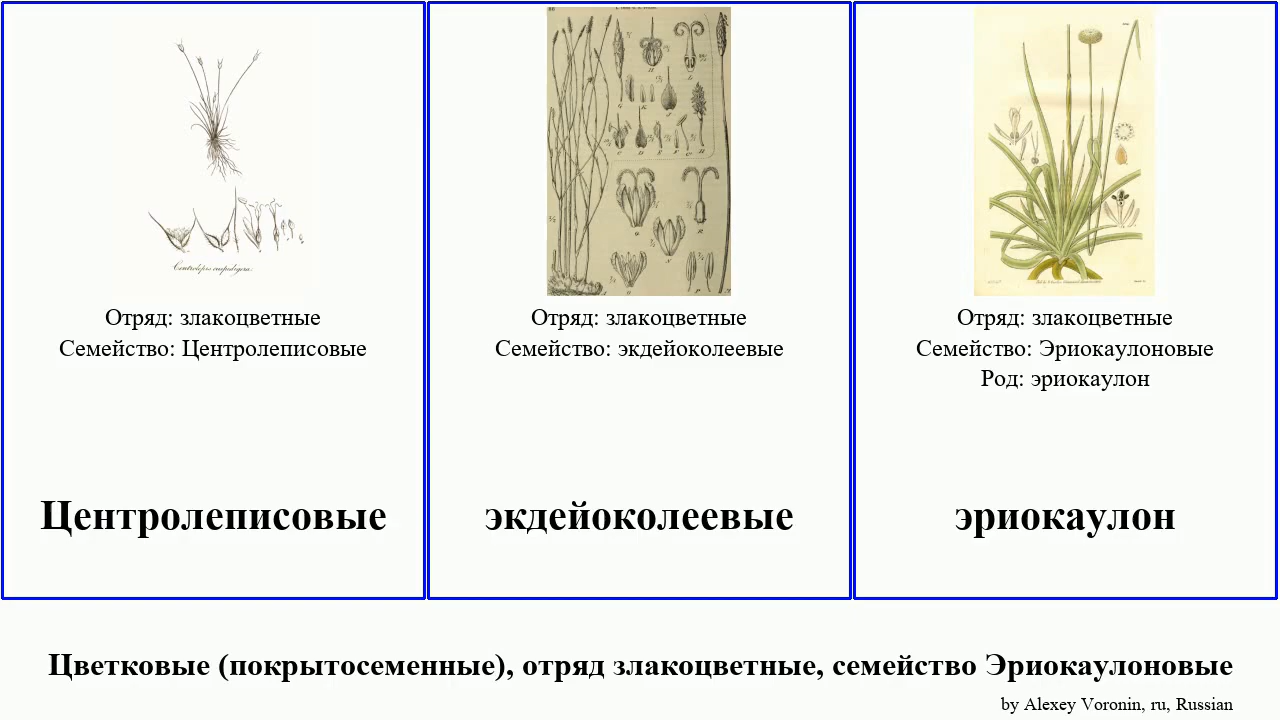 Centrolepis
Отряд: злакоцветные
Семейство: Центролеписовые
Центролеписовые
Отряд: злакоцветные
Семейство: экдейоколеевые
экдейоколеевые
Отряд: злакоцветные
Семейство: Эриокаулоновые
Род: эриокаулон
эриокаулон
Цветковые (покрытосеменные), отряд злакоцветные, семейство Эриокаулоновые
by Alexey Voronin, ru, Russian